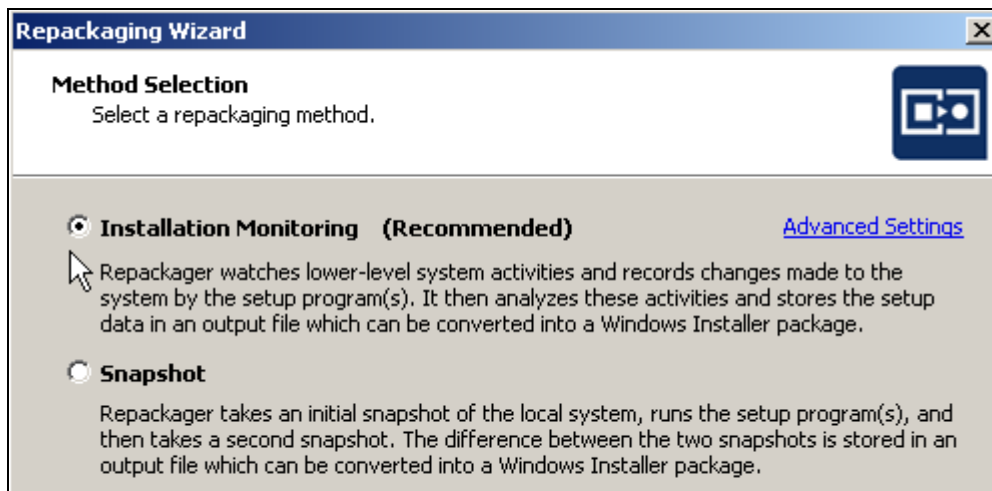 Repackaging Wizard
Method Selection
Select a repackaging method.
Installation Monitoring (Recommended) Advanced Settings
Repackager watches lower-level system activities and records changes made to the
system by the setup program(s). It then analyzes these activities and stores the setup
data in an output file which can be converted into a Windows Installer package.
Snapshot
Repackager takes an initial snapshot of the local system, runs the setup program(s), and
then takes a second snapshot. The difference between the two snapshots is stored in an
output file which can be converted into a Windows Installer package.